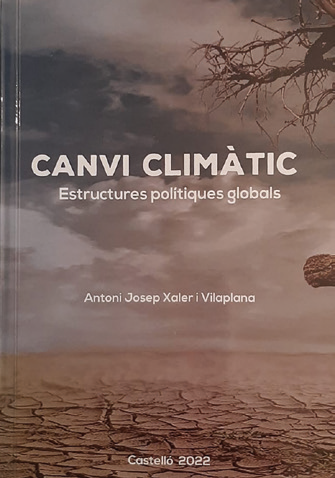 CANVI CLIMÀTIC
Estructures polítiques globals
Antoni Josep Xaler i Vilaplana
Castelló 2022